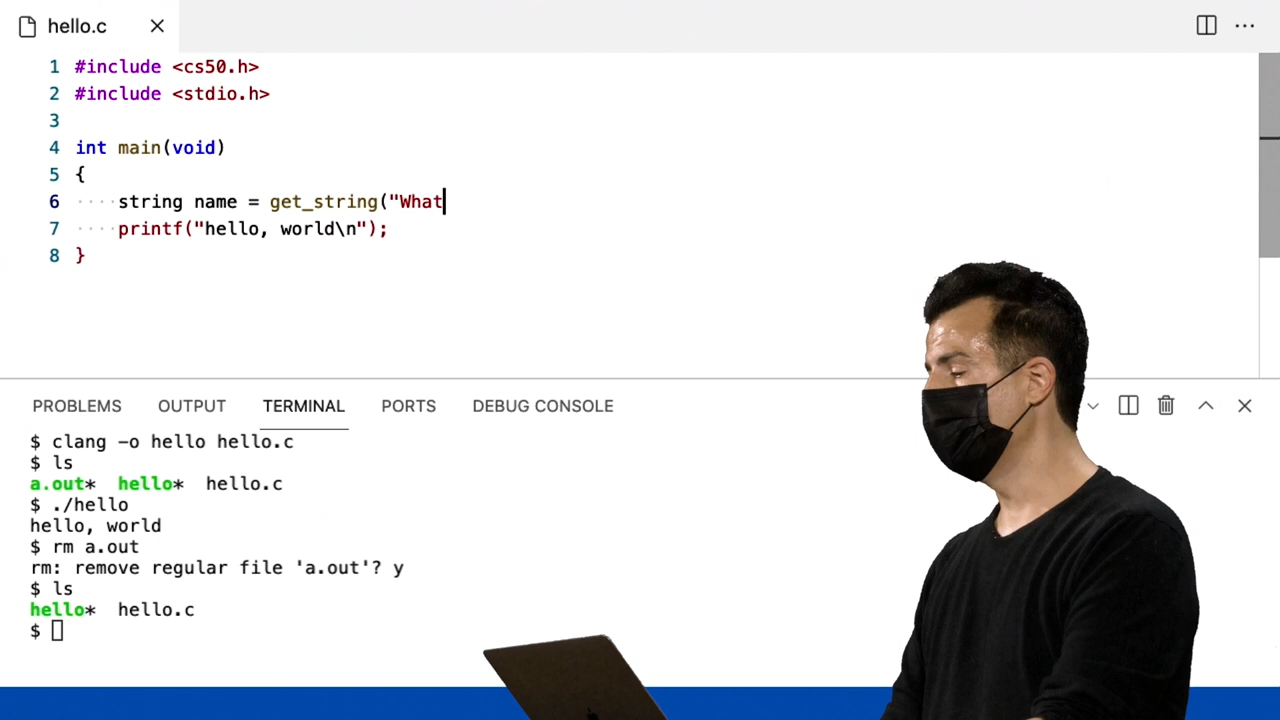 hello.c
1 #include <cs50.h>
2 #include <stdio.h>
3
4 int main(void)
5 {
6 ····string name = get_string("What
7 ····printf("hello, world\n");
8 }
PROBLEMS OUTPUT TERMINAL PORTS DEBUG CONSOLE
$ clang -o hello hello.c
$ ls
a.out* hello* hello.c
$ ./hello
hello, world
$ rm a.out
rm: remove regular file 'a.out'? y
$ ls
hello* hello.c
$